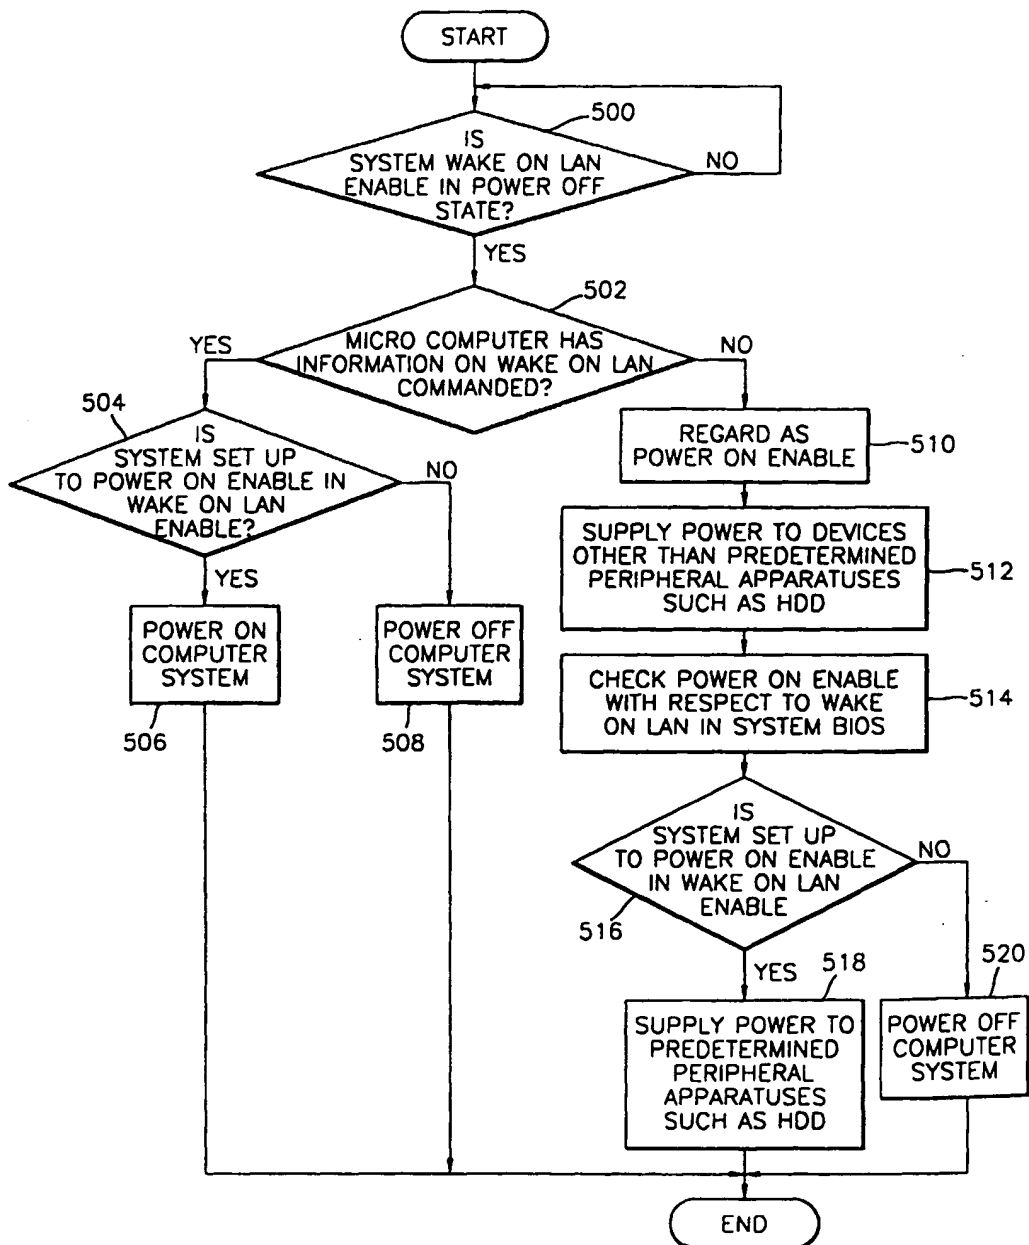 START
500
IS
SYSTEM WAKE ON LAN
ENABLE IN POWER OFF
STATE?
NO
YES
502
MICRO COMPUTER HAS
INFORMATION ON WAKE ON LAN
COMMANDED?
YES
NO
504
IS
SYSTEM SET UP
TO POWER ON ENABLE IN
WAKE ON LAN
ENABLE?
NO
YES
REGARD AS
POWER ON ENABLE
510
SUPPLY POWER TO DEVICES
OTHER THAN PREDETERMINED
PERIPHERAL APPARATUSES
SUCH AS HDD
512
POWER ON
COMPUTER
SYSTEM
506
POWER OFF
COMPUTER
SYSTEM
508
CHECK POWER ON ENABLE
WITH RESPECT TO WAKE
ON LAN IN SYSTEM BIOS
514
IS
SYSTEM SET UP
TO POWER ON ENABLE
IN WAKE ON LAN
ENABLE
NO
516
YES
518
SUPPLY POWER TO
PREDETERMINED
PERIPHERAL
APPARATUSES
SUCH AS HDD
520
POWER OFF
COMPUTER
SYSTEM
END